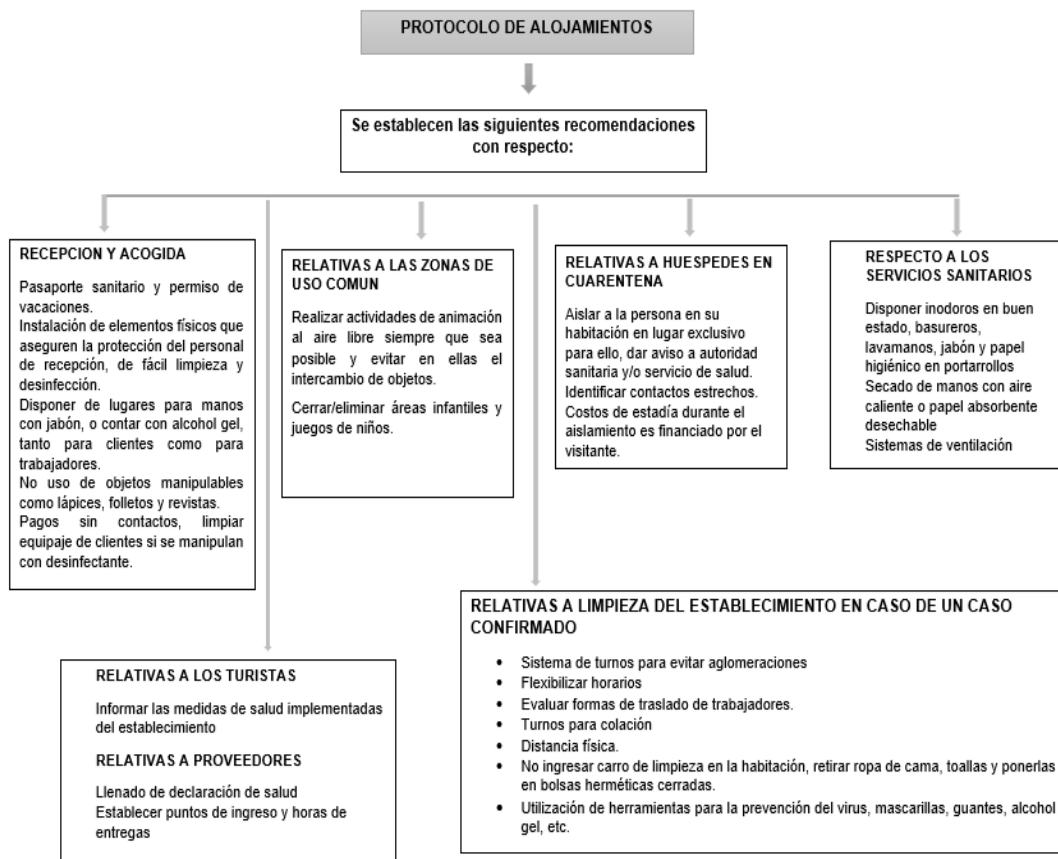 PROTOCOLO DE ALOJAMIENTOS
Se establecen las siguientes recomendaciones
con respecto:
RECEPCION Y ACOGIDA
Pasaporte sanitario y permiso de
vacaciones.
Instalación de elementos físicos que
aseguren la protección del personal
de recepción, de fácil limpieza y
desinfección.
Disponer de lugares para manos
con jabón, o contar con alcohol gel,
tanto para clientes como para
trabajadores.
No uso de objetos manipulables
como lápices, folletos y revistas.
Pagos sin contactos, limpiar
equipaje de clientes si se manipulan
con desinfectante.
RELATIVAS A LAS ZONAS DE
USO COMUN
Realizar actividades de animación
al aire libre siempre que sea
posible y evitar en ellas el
intercambio de objetos.
Cerrar/eliminar áreas infantiles y
juegos de niños.
RELATIVAS A HUESPEDES EN
CUARENTENA
Aislar a la persona en su
habitación en lugar exclusivo
para ello, dar aviso a autoridad
sanitaria y/o servicio de salud.
Identificar contactos estrechos.
Costos de estadía durante el
aislamiento es financiado por el
visitante.
RESPECTO A LOS
SERVICIOS SANITARIOS
Disponer inodoros en buen
estado, basureros,
lavamanos, jabón y papel
higiénico en portarrollos
Secado de manos con aire
caliente o papel absorbente
desechable
Sistemas de ventilación
RELATIVAS A LOS TURISTAS
Informar las medidas de salud implementadas
del establecimiento
RELATIVAS A PROVEEDORES
Llenado de declaración de salud
Establecer puntos de ingreso y horas de
entregas
RELATIVAS A LIMPIEZA DEL ESTABLECIMIENTO EN CASO DE UN CASO
CONFIRMADO
• Sistema de turnos para evitar aglomeraciones
• Flexibilizar horarios
• Evaluar formas de traslado de trabajadores.
• Turnos para colación
• Distancia física.
• No ingresar carro de limpieza en la habitación, retirar ropa de cama, toallas y ponerlas
en bolsas herméticas cerradas.
• Utilización de herramientas para la prevención del virus, mascarillas, guantes, alcohol
gel, etc.